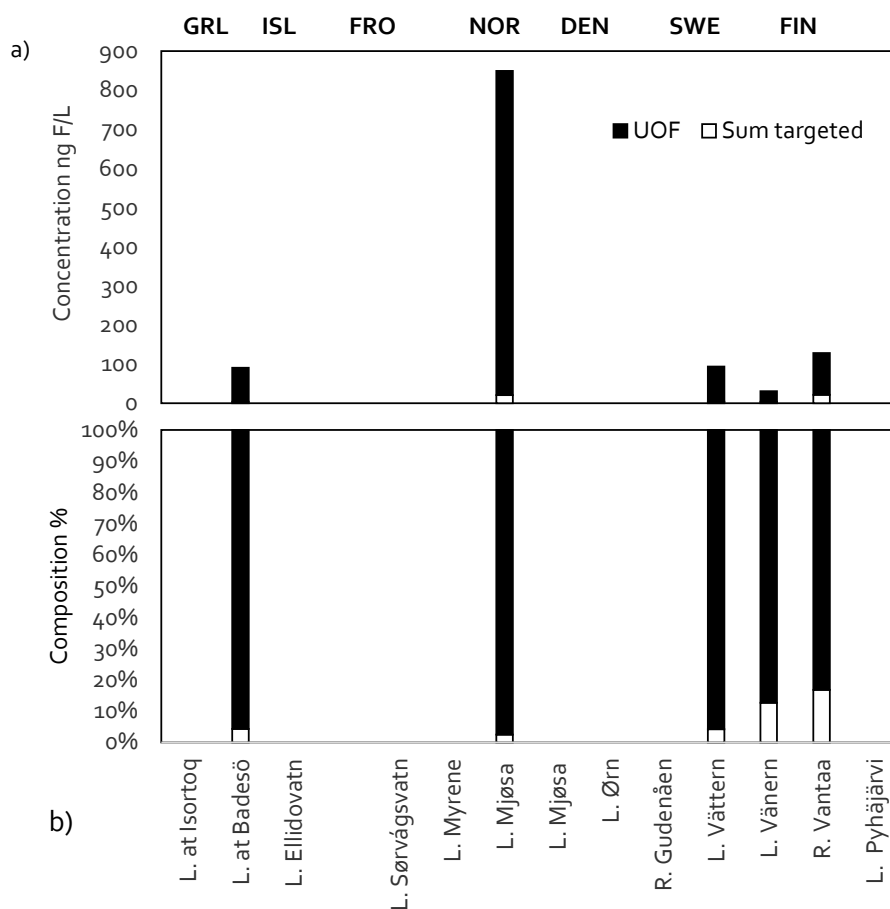 GRL ISL FRO NOR DEN SWE FIN
a)
Concentration ng F/L
900
800
700
600
500
400
300
200
100
0
UOF Sum targeted
Composition %
100%
90%
80%
70%
60%
50%
40%
30%
20%
10%
0%
b)
L. at Isortoq
L. at Badesö
L. Ellidovatn
L. Sørvágsvatn
L. Myrene
L. Mjøsa
L. Mjøsa
L. Ørn
R. Gudenåen
L. Vättern
L. Vänern
R. Vantaa
L. Pyhäjärvi